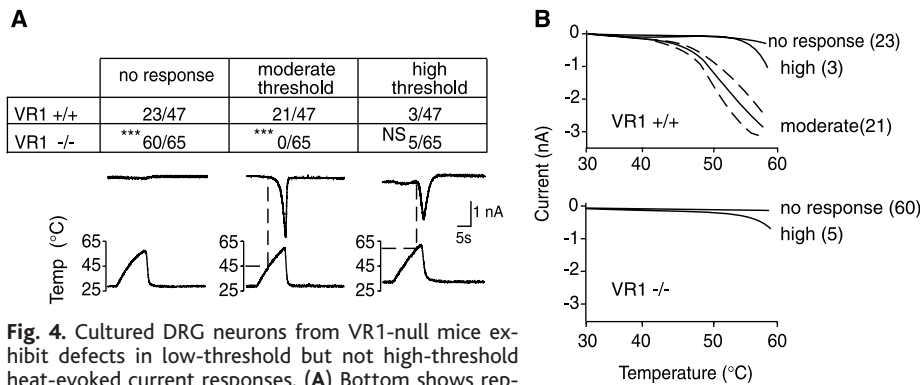 A
no response
moderate
threshold
high
threshold
VR1 +/+
23/47
21/47
3/47
VR1 -/-
*** 60/65
*** 0/65
NS 5/65
1 nA
5s
Temp (°C)
65
45
25
65
45
25
65
45
25
Fig. 4. Cultured DRG neurons from VR1-null mice ex-
hibit defects in low-threshold but not high-threshold
heat-evoked current responses. (A) Bottom shows rep-
B
Current (nA)
0
-1
-2
-3
no response (23)
high (3)
moderate(21)
VR1 +/+
30
40
50
60
0
-1
-2
-3
no response (60)
high (5)
VR1 -/-
30
40
50
60
Temperature (°C)